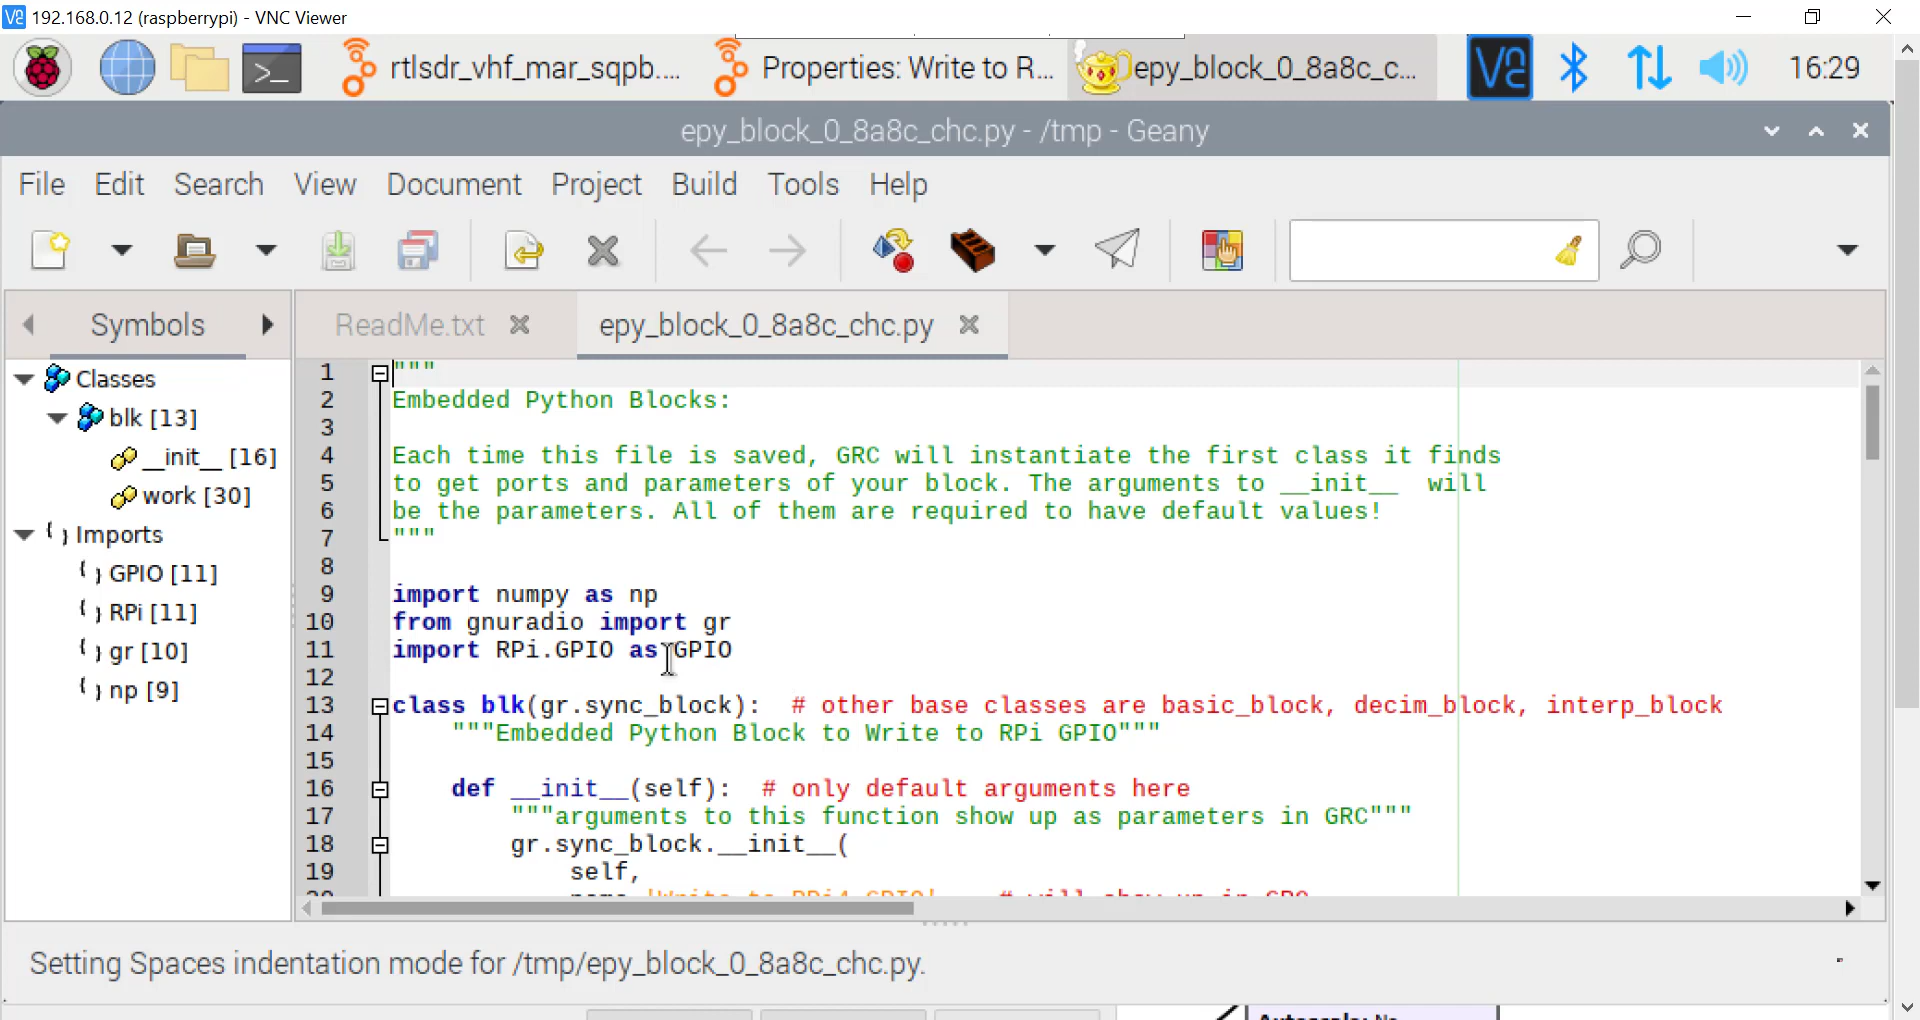 192.168.0.12 (raspberrypi) - VNC Viewer
rtlsdr_vhf_mar_sqpb....
Properties: Write to R...
epy_block_0_8a8c_c...
16:29
epy_block_0_8a8c_chc.py - /tmp - Geany
File Edit Search View Document Project Build Tools Help
Symbols
ReadMe.txt
epy_block_0_8a8c_chc.py
Classes
blk [13]
__init__ [16]
work [30]
Imports
GPIO [11]
RPi [11]
gr [10]
np [9]
1 """
2 Embedded Python Blocks:
3
4 Each time this file is saved, GRC will instantiate the first class it finds
5 to get ports and parameters of your block. The arguments to __init__  will
6 be the parameters. All of them are required to have default values!
7 """
8
9 import numpy as np
10 from gnuradio import gr
11 import RPi.GPIO as GPIO
12
13 class blk(gr.sync_block):  # other base classes are basic_block, decim_block, interp_block
14     """Embedded Python Block to Write to RPi GPIO"""
15
16     def __init__(self):  # only default arguments here
17         """arguments to this function show up as parameters in GRC"""
18         gr.sync_block.__init__(
19             self,
Setting Spaces indentation mode for /tmp/epy_block_0_8a8c_chc.py.